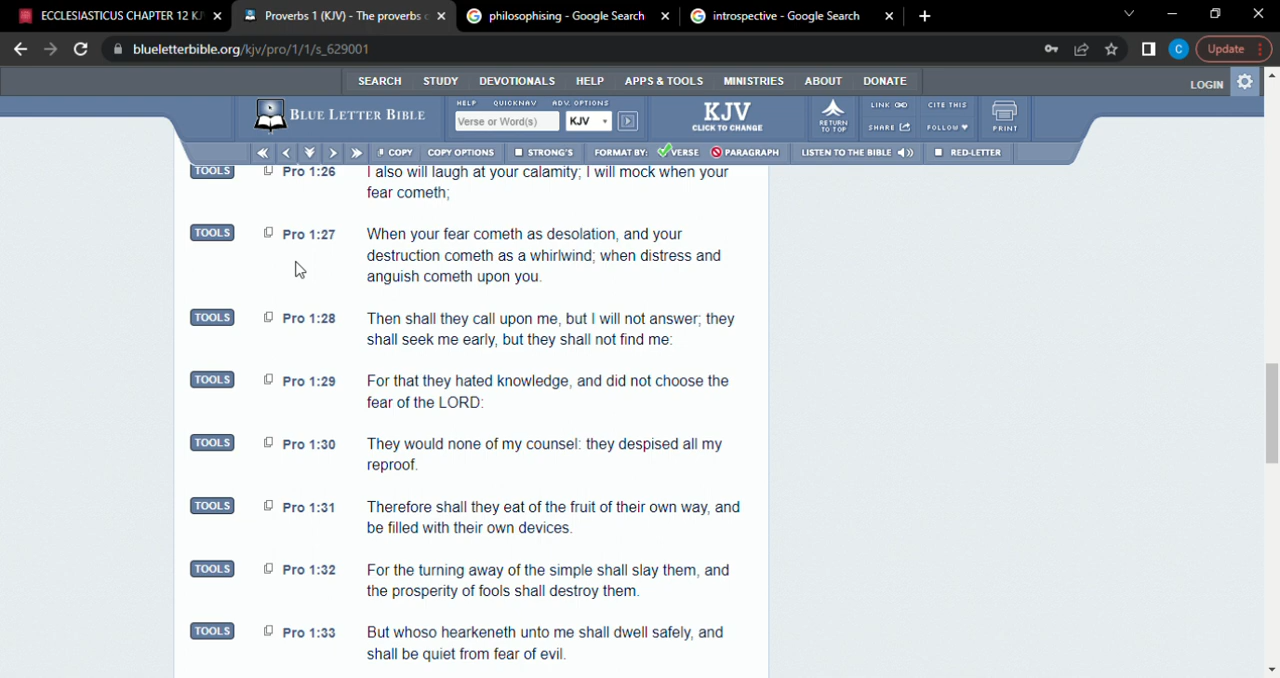 ECCLESIASTICUS CHAPTER 12 KJ
Proverbs 1 (KJV) - The proverbs o
philosophising - Google Search
introspective - Google Search
blueletterbible.org/kjv/pro/1/1/s_629001
C
Update
SEARCH STUDY DEVOTIONALS HELP APPS & TOOLS MINISTRIES ABOUT DONATE
LOGIN
BLUE LETTER BIBLE
HELP QUICKNAV ADV. OPTIONS
Verse or Word(s) KJV
KJV
CLICK TO CHANGE
RETURN
TO TOP
LINK CITE THIS
SHARE FOLLOW
PRINT
COPY COPY OPTIONS STRONG'S FORMAT BY: VERSE PARAGRAPH LISTEN TO THE BIBLE RED-LETTER
TOOLS Pro 1:26 I also will laugh at your calamity; I will mock when your
fear cometh;
TOOLS Pro 1:27 When your fear cometh as desolation, and your
destruction cometh as a whirlwind; when distress and
anguish cometh upon you.
TOOLS Pro 1:28 Then shall they call upon me, but I will not answer; they
shall seek me early, but they shall not find me:
TOOLS Pro 1:29 For that they hated knowledge, and did not choose the
fear of the LORD:
TOOLS Pro 1:30 They would none of my counsel: they despised all my
reproof.
TOOLS Pro 1:31 Therefore shall they eat of the fruit of their own way, and
be filled with their own devices.
TOOLS Pro 1:32 For the turning away of the simple shall slay them, and
the prosperity of fools shall destroy them.
TOOLS Pro 1:33 But whoso hearkeneth unto me shall dwell safely, and
shall be quiet from fear of evil.